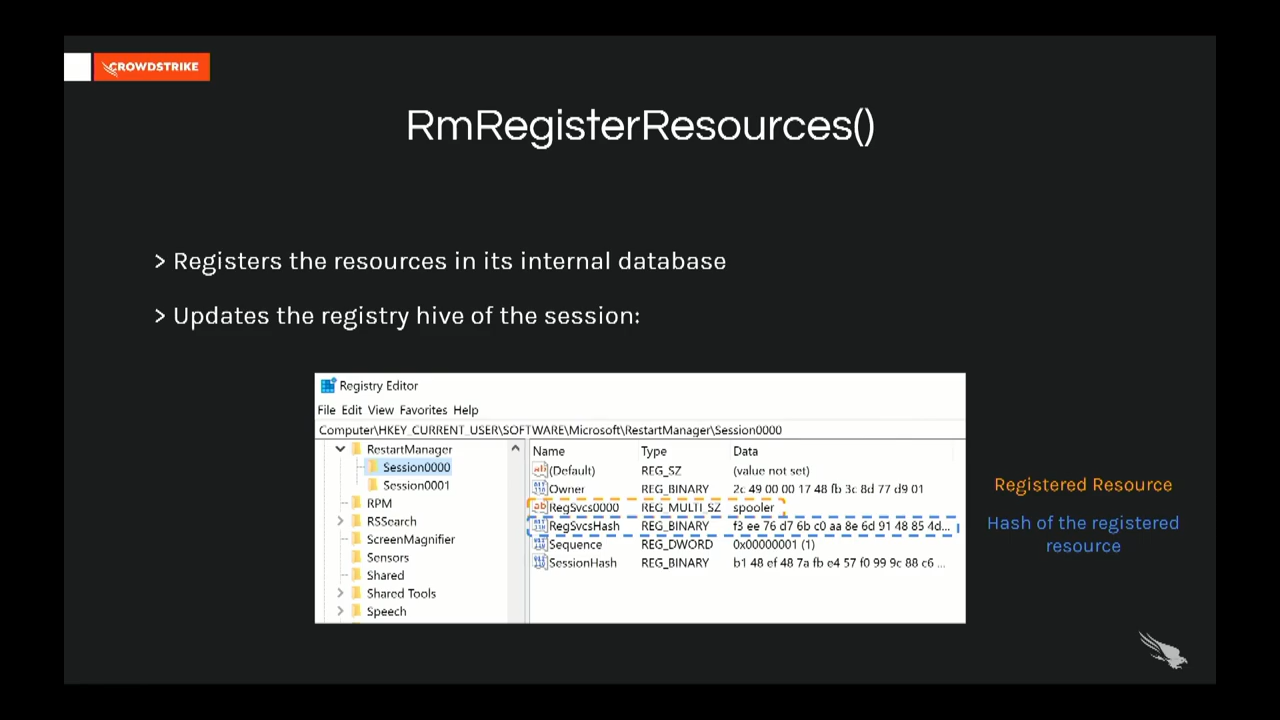 CROWDSTRIKE
RmRegisterResources()
> Registers the resources in its internal database
> Updates the registry hive of the session:
Registry Editor
File Edit View Favorites Help
Computer\HKEY_CURRENT_USER\SOFTWARE\Microsoft\RestartManager\Session0000
RestartManager
Session0000
Session0001
RPM
RSSearch
ScreenMagnifier
Sensors
Shared
Shared Tools
Speech
Name Type Data
(Default) REG_SZ (value not set)
Owner REG_BINARY 2c 49 00 00 17 48 fb 3c 8d 77 d9 01
RegSvcs0000 REG_MULTI_SZ spooler
RegSvcsHash REG_BINARY f3 ee 76 d7 6b c0 aa 8e 6d 91 48 85 4d...
Sequence REG_DWORD 0x00000001 (1)
SessionHash REG_BINARY b1 48 ef 48 7a fb e4 57 f0 99 9c 88 c6 ...
Registered Resource
Hash of the registered
resource